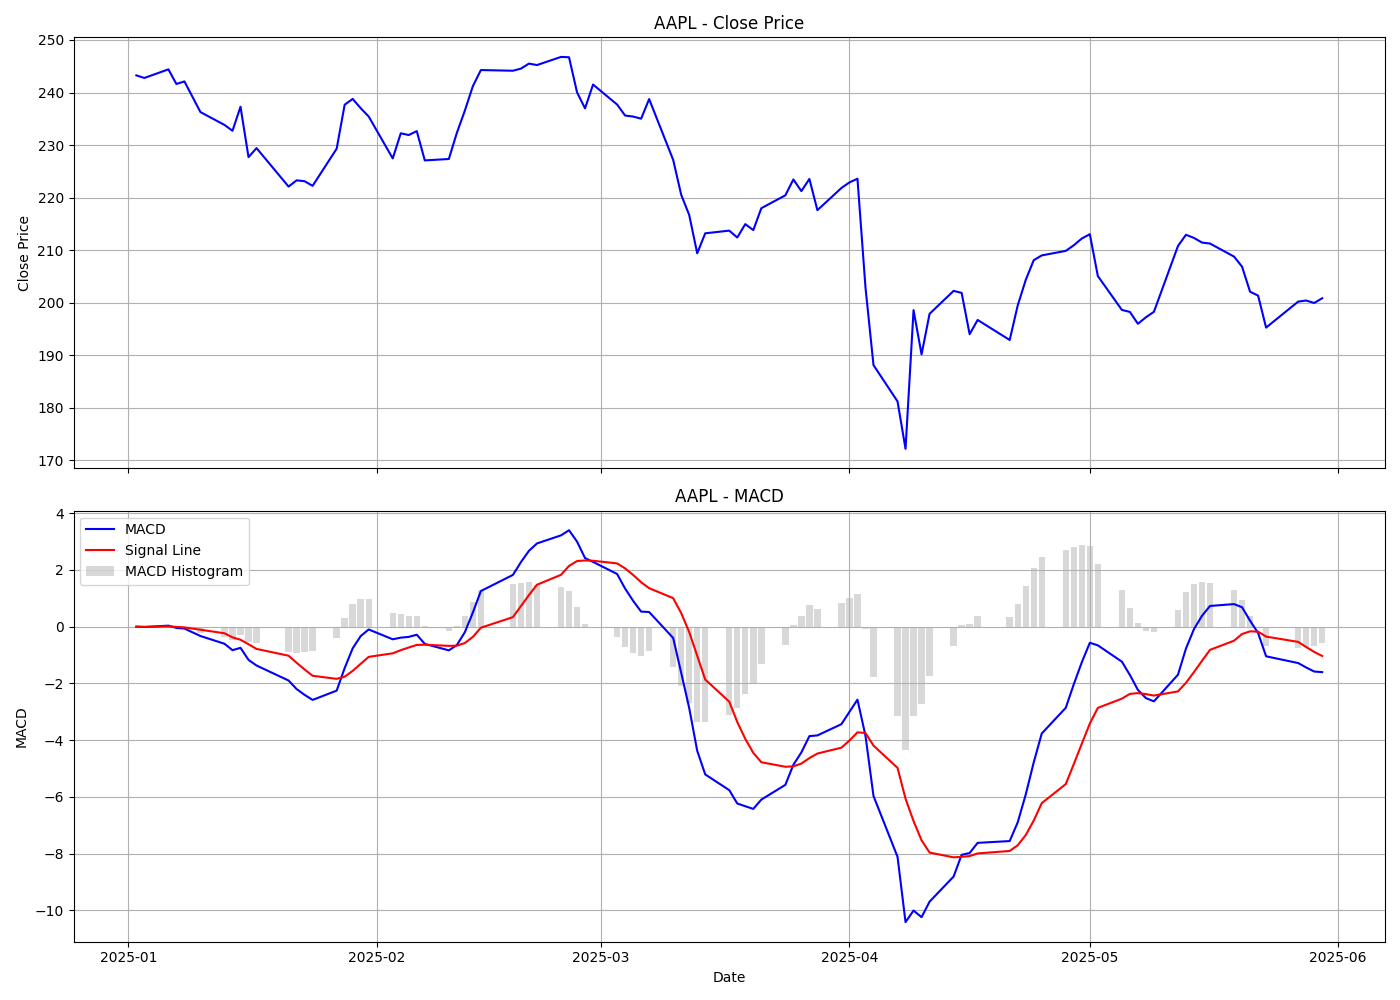 AAPL - Close Price
250
240
230
220
210
200
190
180
170
Close Price
AAPL - MACD
MACD
Signal Line
MACD Histogram
4
2
0
−2
−4
−6
−8
−10
MACD
2025-01 2025-02 2025-03 2025-04 2025-05 2025-06
Date